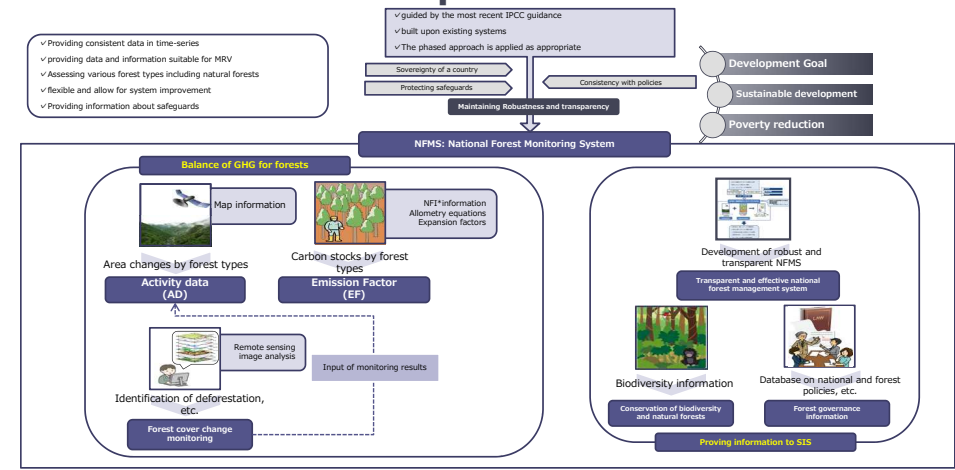 ✓Providing consistent data in time-series
✓providing data and information suitable for MRV
✓Assessing various forest types including natural forests
✓flexible and allow for system improvement
✓Providing information about safeguards
✓guided by the most recent IPCC guidance
✓built upon existing systems
✓The phased approach is applied as appropriate
Sovereignty of a country
Protecting safeguards
Consistency with policies
Maintaining Robustness and transparency
Development Goal
Sustainable development
Poverty reduction
NFMS: National Forest Monitoring System
Balance of GHG for forests
Map information
Area changes by forest types
Activity data
(AD)
NFI*information
Allometry equations
Expansion factors
Carbon stocks by forest
types
Emission Factor
(EF)
Remote sensing
image analysis
Input of monitoring results
Identification of deforestation,
etc.
Forest cover change
monitoring
Development of robust and
transparent NFMS
Transparent and effective national
forest management system
Biodiversity information
Conservation of biodiversity
and natural forests
LAW
Database on national and forest
policies, etc.
Forest governance
information
Proving information to SIS